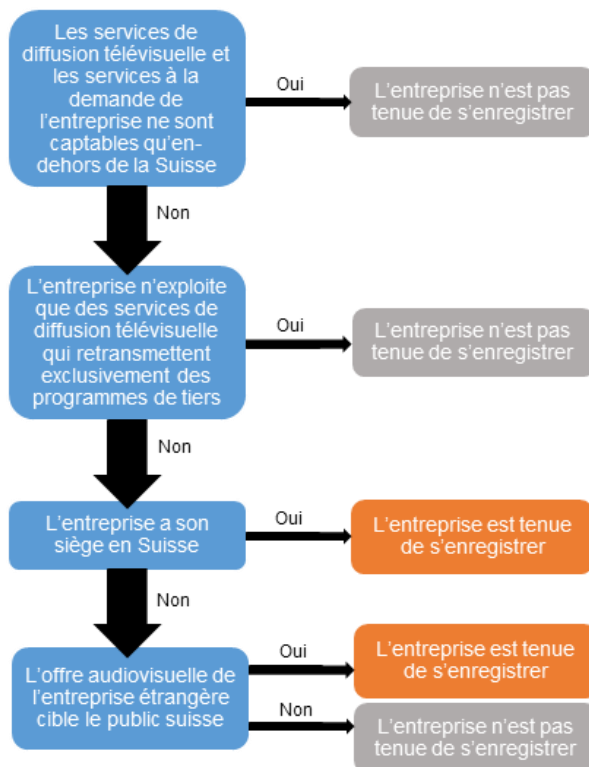 Les services de
diffusion télévisuelle et
les services à la
demande de
l'entreprise ne sont
captables qu'en-
dehors de la Suisse
Oui
L'entreprise n'est pas
tenue de s'enregistrer
Non
L'entreprise n'exploite
que des services de
diffusion télévisuelle
qui retransmettent
exclusivement des
programmes de tiers
Oui
L'entreprise n'est pas
tenue de s'enregistrer
Non
L'entreprise a son
siège en Suisse
Oui
L'entreprise est tenue
de s'enregistrer
Non
L'offre audiovisuelle de
l'entreprise étrangère
cible le public suisse
Oui
L'entreprise est tenue
de s'enregistrer
Non
L'entreprise n'est pas
tenue de s'enregistrer